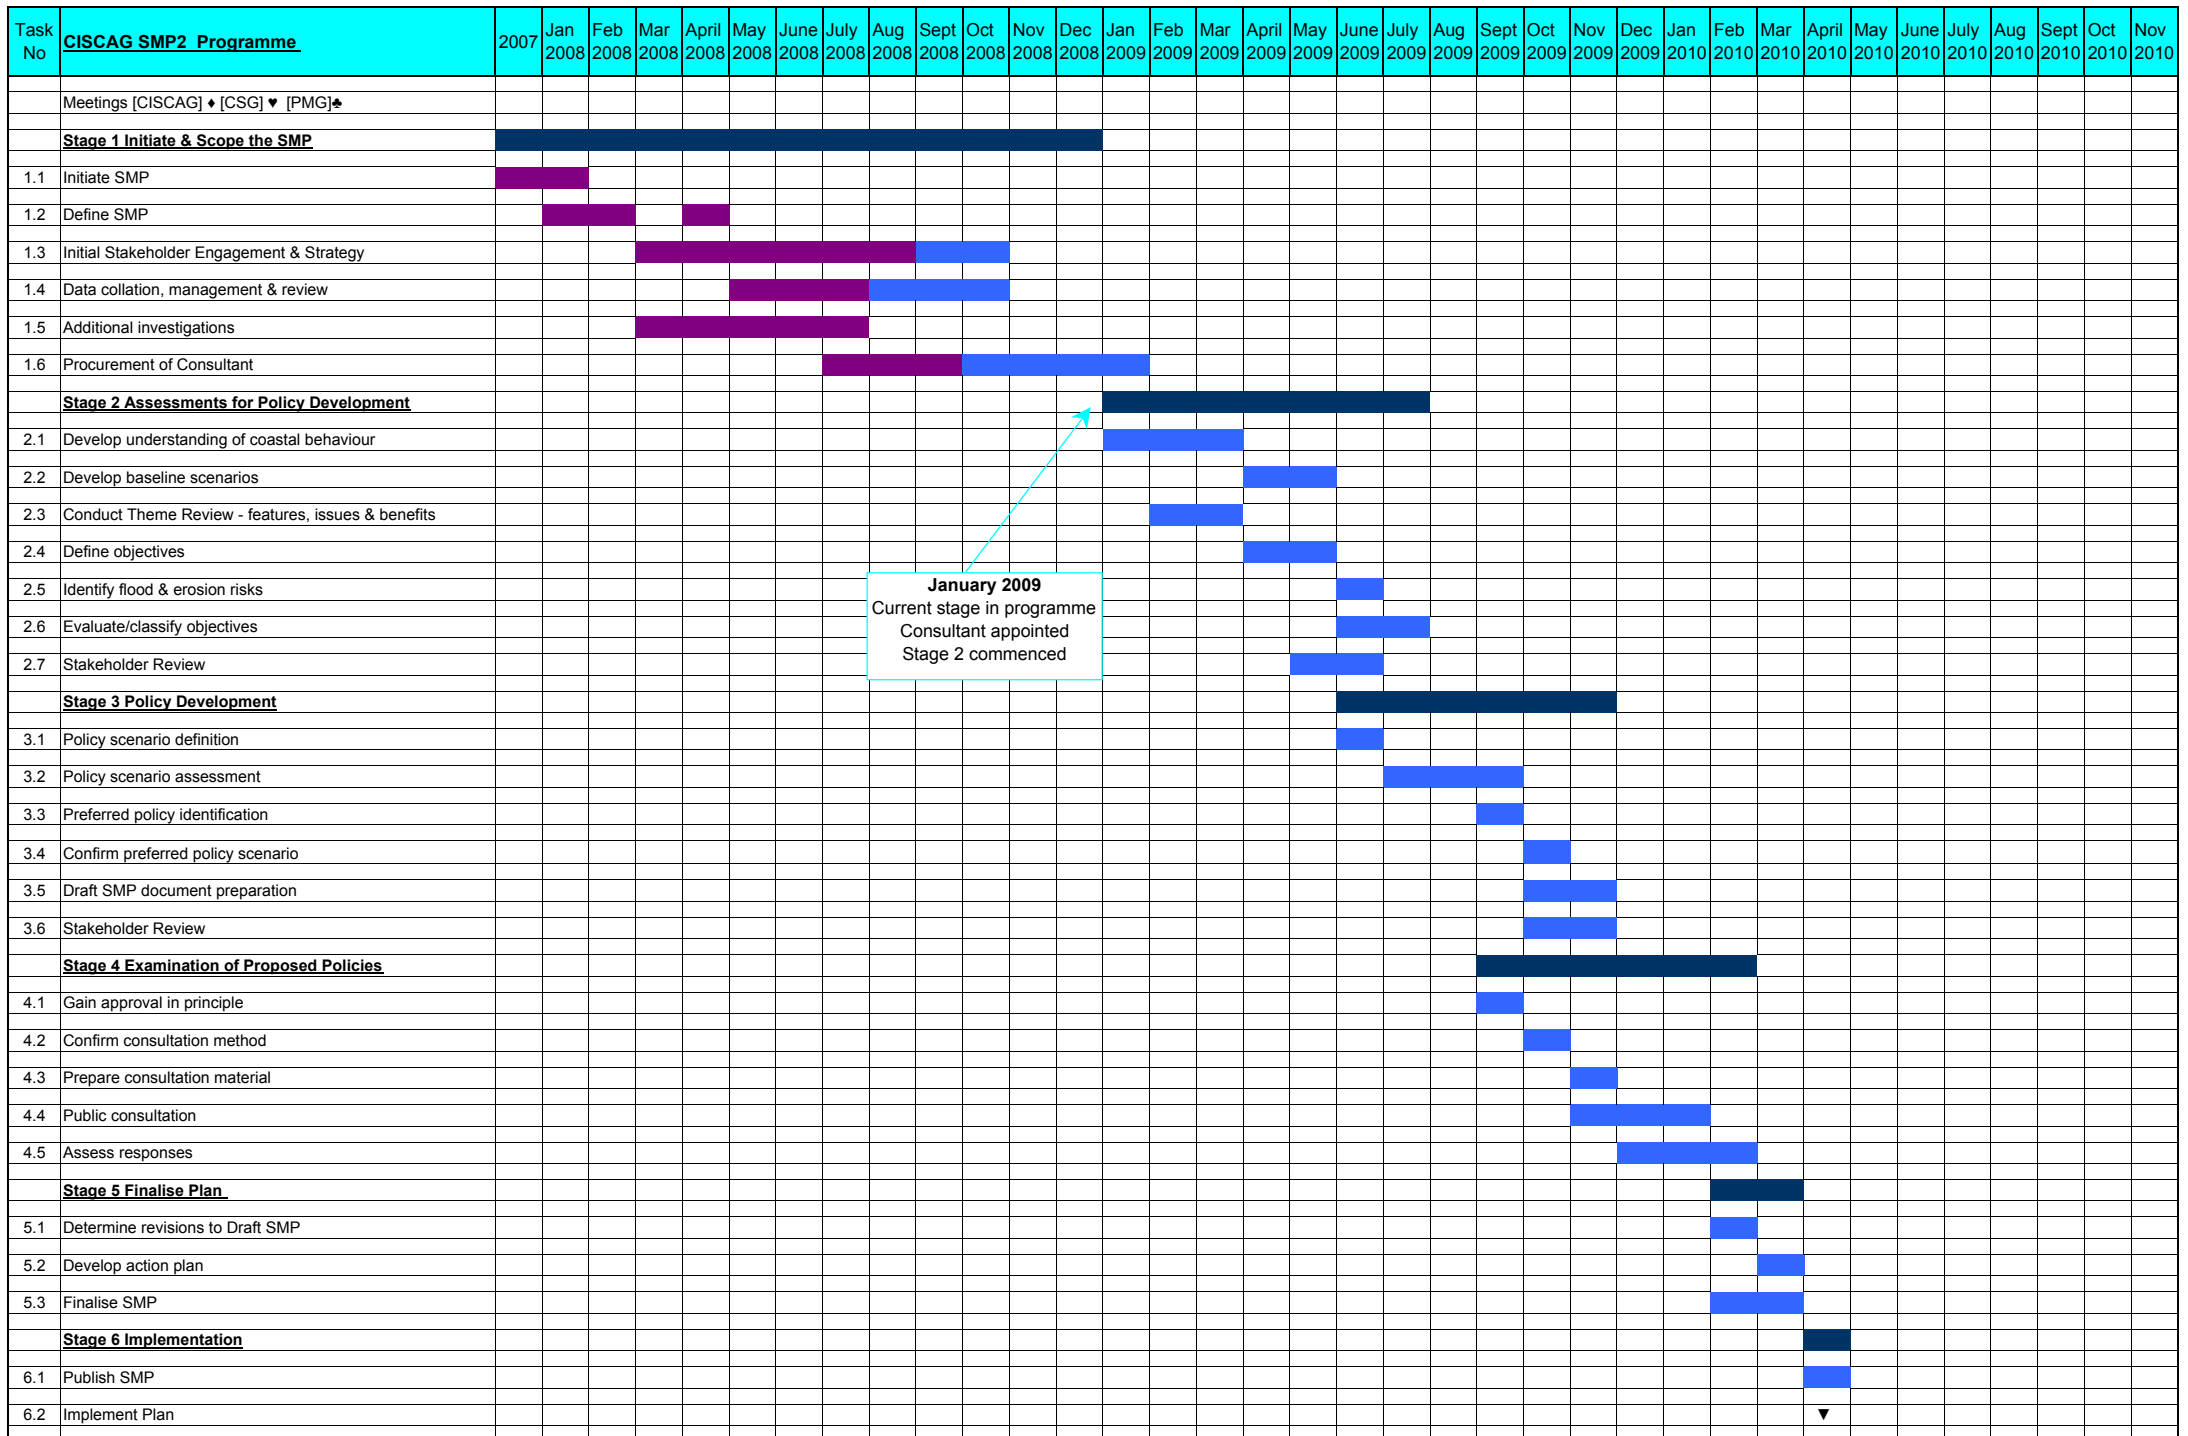 Task No CISCAG SMP2 Programme 2007 Jan 2008 Feb 2008 Mar 2008 April 2008 May 2008 June 2008 July 2008 Aug 2008 Sept 2008 Oct 2008 Nov 2008 Dec 2008 Jan 2009 Feb 2009 Mar 2009 April 2009 May 2009 June 2009 July 2009 Aug 2009 Sept 2009 Oct 2009 Nov 2009 Dec 2009 Jan 2010 Feb 2010 Mar 2010 April 2010 May 2010 June 2010 July 2010 Aug 2010 Sept 2010 Oct 2010 Nov 2010
Meetings [CISCAG] ♦ [CSG] ♥ [PMG]♣
Stage 1 Initiate & Scope the SMP
1.1 Initiate SMP
1.2 Define SMP
1.3 Initial Stakeholder Engagement & Strategy
1.4 Data collation, management & review
1.5 Additional investigations
1.6 Procurement of Consultant
Stage 2 Assessments for Policy Development
2.1 Develop understanding of coastal behaviour
2.2 Develop baseline scenarios
2.3 Conduct Theme Review - features, issues & benefits
2.4 Define objectives
2.5 Identify flood & erosion risks
2.6 Evaluate/classify objectives
2.7 Stakeholder Review
January 2009
Current stage in programme
Consultant appointed
Stage 2 commenced
Stage 3 Policy Development
3.1 Policy scenario definition
3.2 Policy scenario assessment
3.3 Preferred policy identification
3.4 Confirm preferred policy scenario
3.5 Draft SMP document preparation
3.6 Stakeholder Review
Stage 4 Examination of Proposed Policies
4.1 Gain approval in principle
4.2 Confirm consultation method
4.3 Prepare consultation material
4.4 Public consultation
4.5 Assess responses
Stage 5 Finalise Plan
5.1 Determine revisions to Draft SMP
5.2 Develop action plan
5.3 Finalise SMP
Stage 6 Implementation
6.1 Publish SMP
6.2 Implement Plan ▼